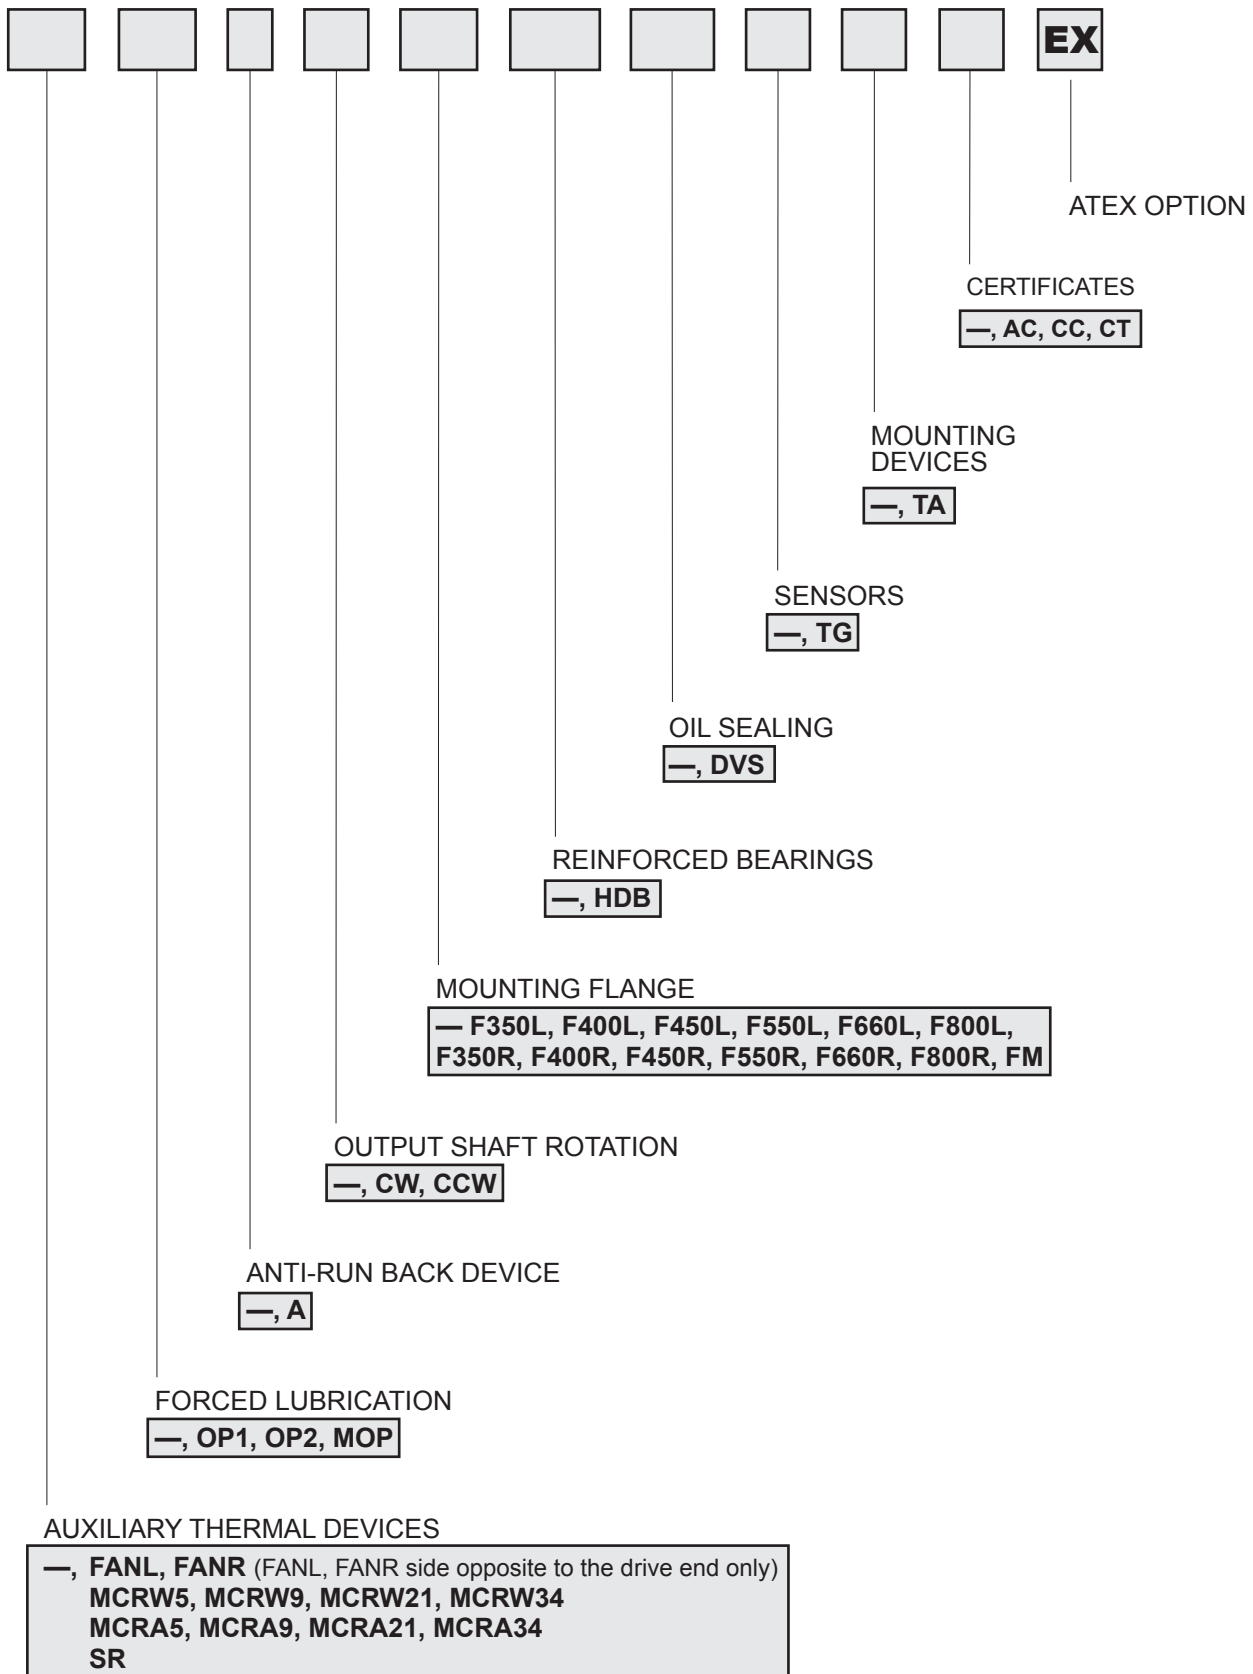 EX
ATEX OPTION
CERTIFICATES
—, AC, CC, CT
MOUNTING
DEVICES
—, TA
SENSORS
—, TG
OIL SEALING
—, DVS
REINFORCED BEARINGS
—, HDB
MOUNTING FLANGE
— F350L, F400L, F450L, F550L, F660L, F800L,
F350R, F400R, F450R, F550R, F660R, F800R, FM
OUTPUT SHAFT ROTATION
—, CW, CCW
ANTI-RUN BACK DEVICE
—, A
FORCED LUBRICATION
—, OP1, OP2, MOP
AUXILIARY THERMAL DEVICES
—, FANL, FANR (FANL, FANR side opposite to the drive end only)
MCRW5, MCRW9, MCRW21, MCRW34
MCRA5, MCRA9, MCRA21, MCRA34
SR